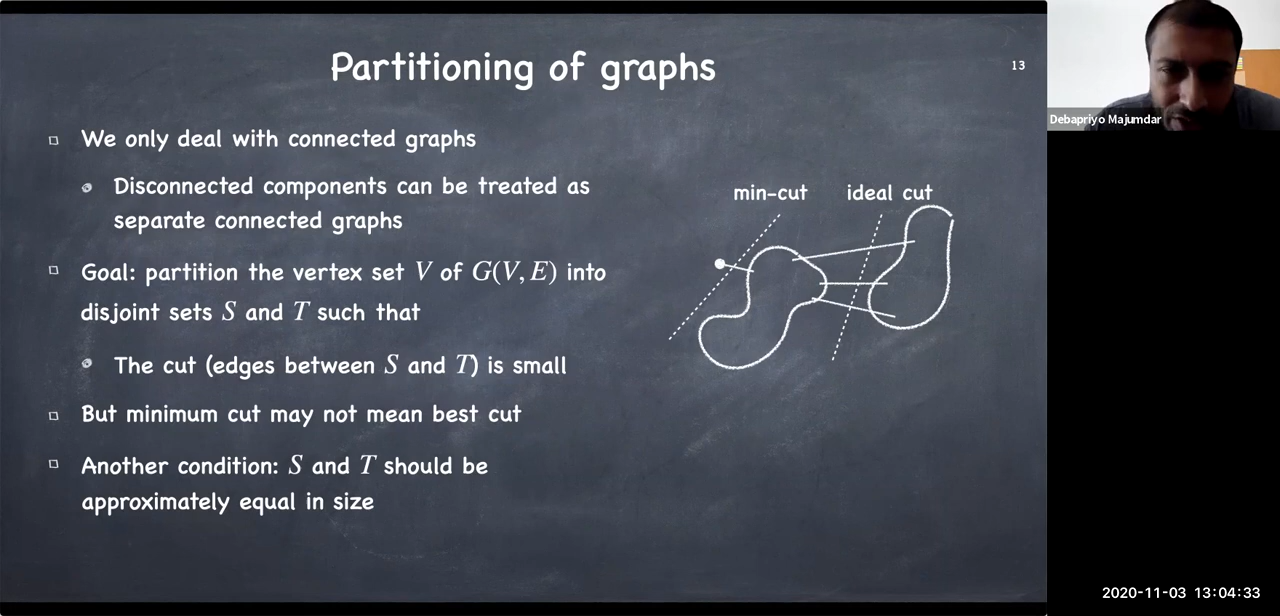 Partitioning of graphs
13
We only deal with connected graphs
Disconnected components can be treated as
separate connected graphs
Goal: partition the vertex set V of G(V, E) into
disjoint sets S and T such that
The cut (edges between S and T) is small
But minimum cut may not mean best cut
Another condition: S and T should be
approximately equal in size
min-cut
ideal cut
Debapriyo Majumdar
2020-11-03 13:04:33